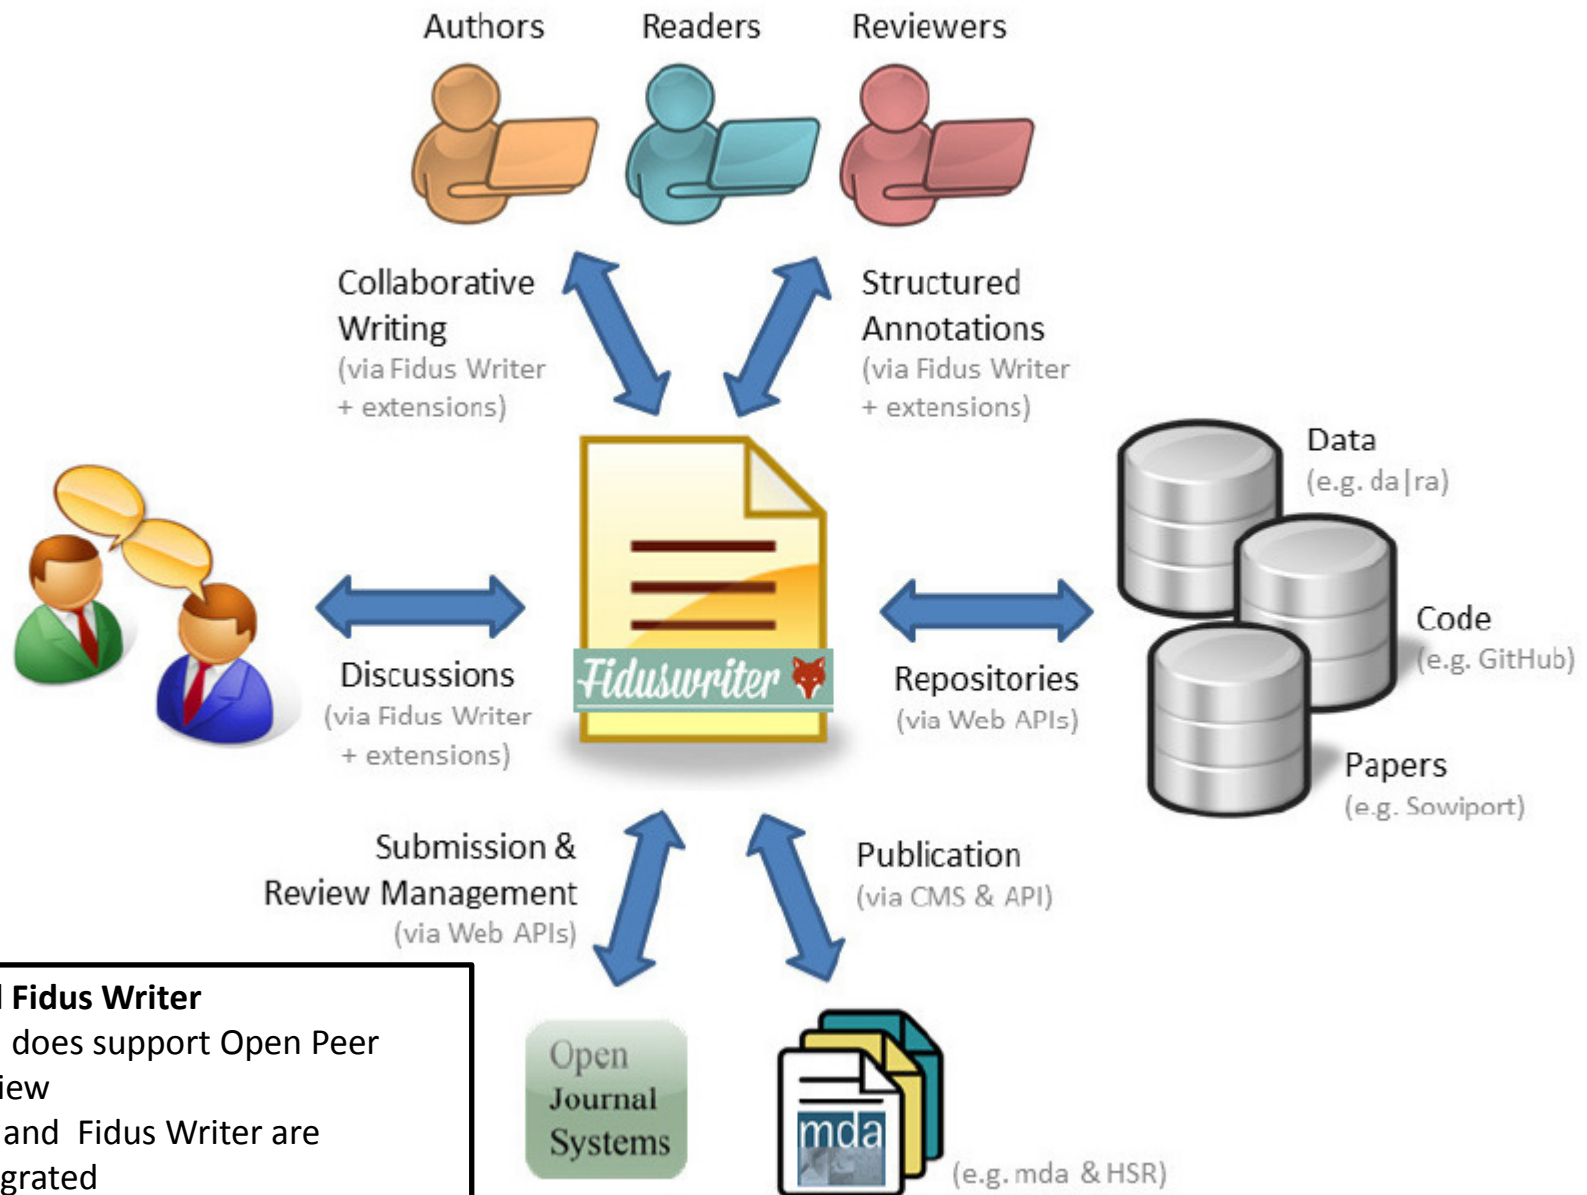 Authors
Readers
Reviewers
Collaborative
Writing
(via Fidus Writer
+ extensions)
Structured
Annotations
(via Fidus Writer
+ extensions)
Data
(e.g. da|ra)
Code
(e.g. GitHub)
Papers
(e.g. Sowiport)
Fiduswriter
Discussions
(via Fidus Writer
+ extensions)
Repositories
(via Web APIs)
Submission &
Review Management
(via Web APIs)
Publication
(via CMS & API)
Fidus Writer
does support Open Peer
and Fidus Writer are
Open
Journal
Systems
mda
(e.g. mda & HSR)